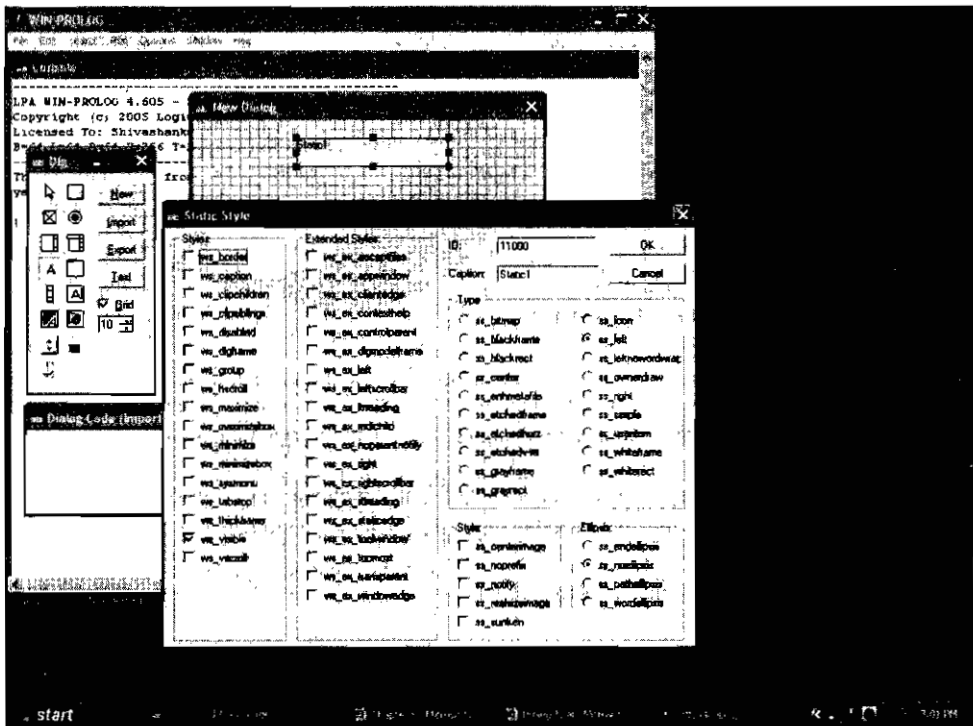 WIN-PROLOG
Console
LPA WIN-PROLOG 4.605 -
Copyright (c) 2005 Logi
Licensed To: Shivashank
New Dialog
Static1
Dlg
New
Import
Export
Text
Grid
10
Dialog Code (Import
Static Style
Styles
ws_border
ws_caption
ws_clipchildren
ws_clipsiblings
ws_disabled
ws_dlgframe
ws_group
ws_hscroll
ws_maximize
ws_maximizebox
ws_minimize
ws_minimizebox
ws_sysmenu
ws_tabstop
ws_thickframe
ws_visible
ws_vscroll
Extended Styles
ws_ex_acceptfiles
ws_ex_appwindow
ws_ex_clientedge
ws_ex_contexthelp
ws_ex_controlparent
ws_ex_dlgmodalframe
ws_ex_left
ws_ex_leftscrollbar
ws_ex_ltrreading
ws_ex_mdichild
ws_ex_noparentnotify
ws_ex_right
ws_ex_rightscrollbar
ws_ex_rtlreading
ws_ex_staticedge
ws_ex_toolwindow
ws_ex_topmost
ws_ex_transparent
ws_ex_windowedge
ID: 11000 OK
Caption: Static1 Cancel
Type
ss_bitmap
ss_blackframe
ss_blackrect
ss_center
ss_enhmetafile
ss_etchedframe
ss_etchedhorz
ss_etchedvert
ss_grayframe
ss_grayrect
ss_icon
ss_left
ss_leftnowordwrap
ss_ownerdraw
ss_right
ss_simple
ss_useritem
ss_whiteframe
ss_whiterect
Style
ss_centerimage
ss_noprefix
ss_notify
ss_realsizeimage
ss_sunken
Ellipsis
ss_endellipsis
ss_noellipsis
ss_pathellipsis
ss_wordellipsis
start